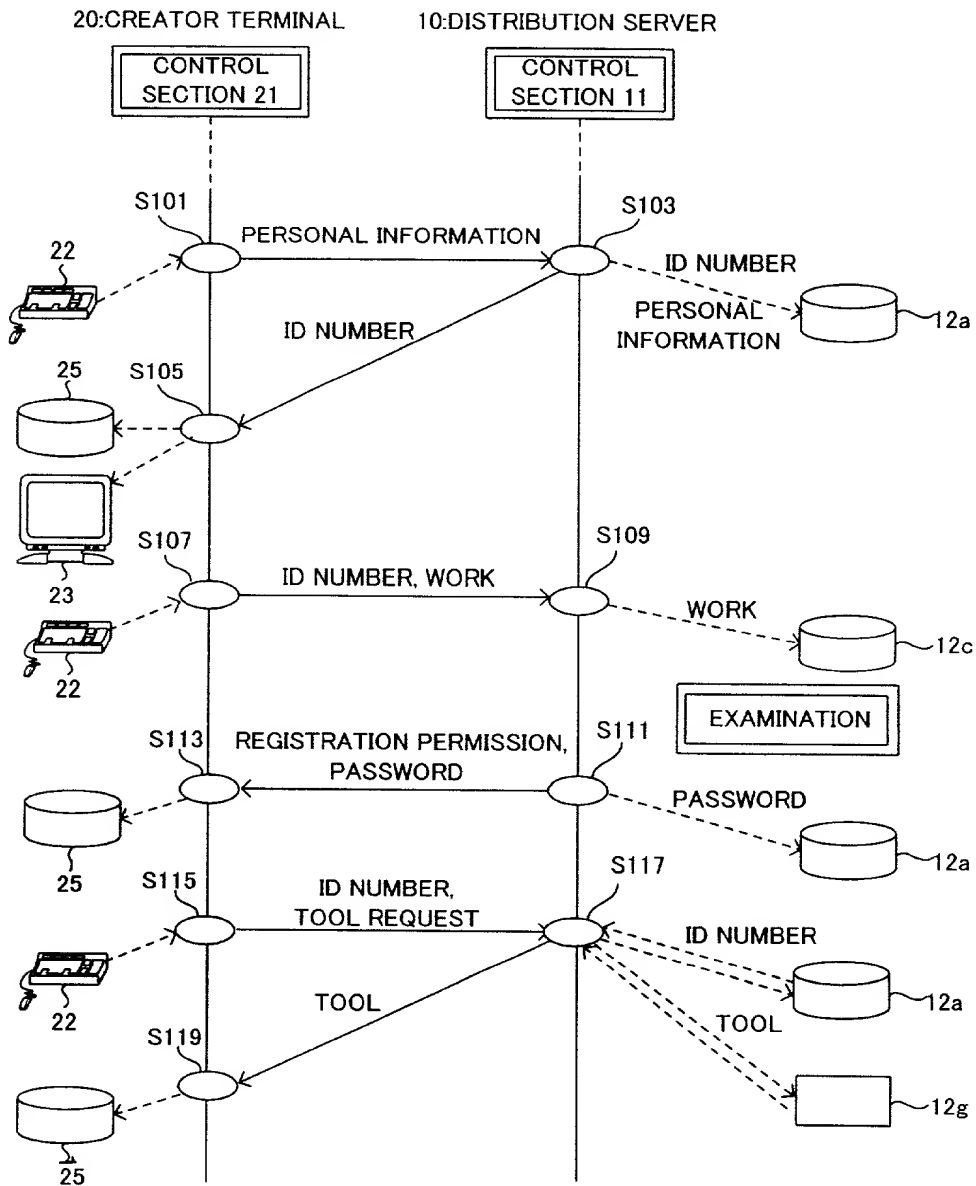 20:CREATOR TERMINAL
10:DISTRIBUTION SERVER
CONTROL
SECTION 21
CONTROL
SECTION 11
S101
PERSONAL INFORMATION
S103
22
ID NUMBER
PERSONAL
INFORMATION
12a
ID NUMBER
25
S105
23
S107
ID NUMBER, WORK
S109
WORK
22
12c
EXAMINATION
S113
REGISTRATION PERMISSION,
PASSWORD
S111
PASSWORD
25
12a
S115
ID NUMBER,
TOOL REQUEST
S117
ID NUMBER
22
12a
TOOL
TOOL
S119
12g
25